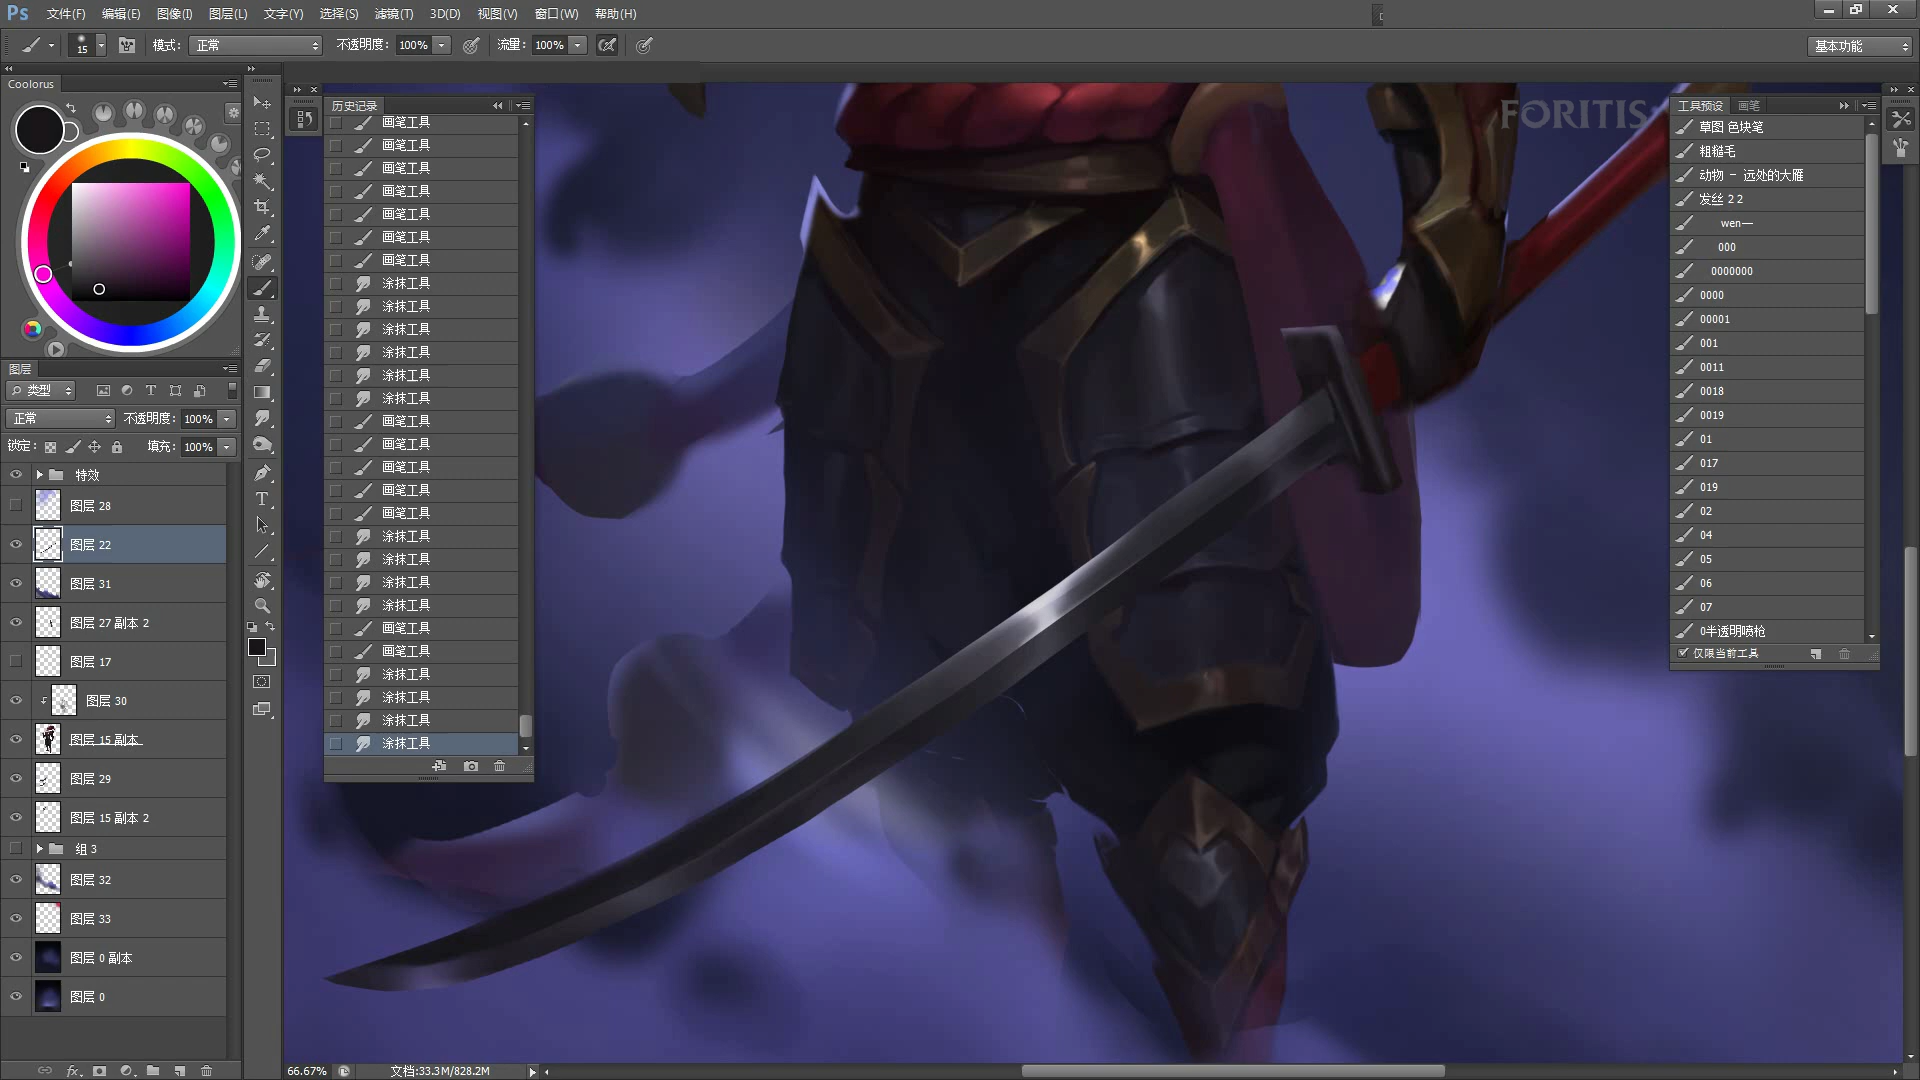 Ps 文件(F) 编辑(E) 图像(I) 图层(L) 文字(Y) 选择(S) 滤镜(T) 3D(D) 视图(V) 窗口(W) 帮助(H)
15 模式: 正常 不透明度: 100% 流量: 100% 基本功能
Coolorus
图层
类型
正常 不透明度: 100%
锁定: 填充: 100%
特效
图层 28
图层 22
图层 31
图层 27 副本 2
图层 17
图层 30
图层 15 副本
图层 29
图层 15 副本 2
组 3
图层 32
图层 33
图层 0 副本
图层 0
fx
历史记录
画笔工具
画笔工具
画笔工具
画笔工具
画笔工具
画笔工具
画笔工具
涂抹工具
涂抹工具
涂抹工具
涂抹工具
涂抹工具
涂抹工具
画笔工具
画笔工具
画笔工具
画笔工具
画笔工具
涂抹工具
涂抹工具
涂抹工具
涂抹工具
画笔工具
画笔工具
涂抹工具
涂抹工具
涂抹工具
涂抹工具
FORITIS
工具预设 画笔
草图 色块笔
粗糙毛
动物 - 远处的大雁
发丝 2 2
wen一
000
0000000
0000
00001
001
0011
0018
0019
01
017
019
02
04
05
06
07
0半透明喷枪
仅限当前工具
66.67% 文档:33.3M/828.2M